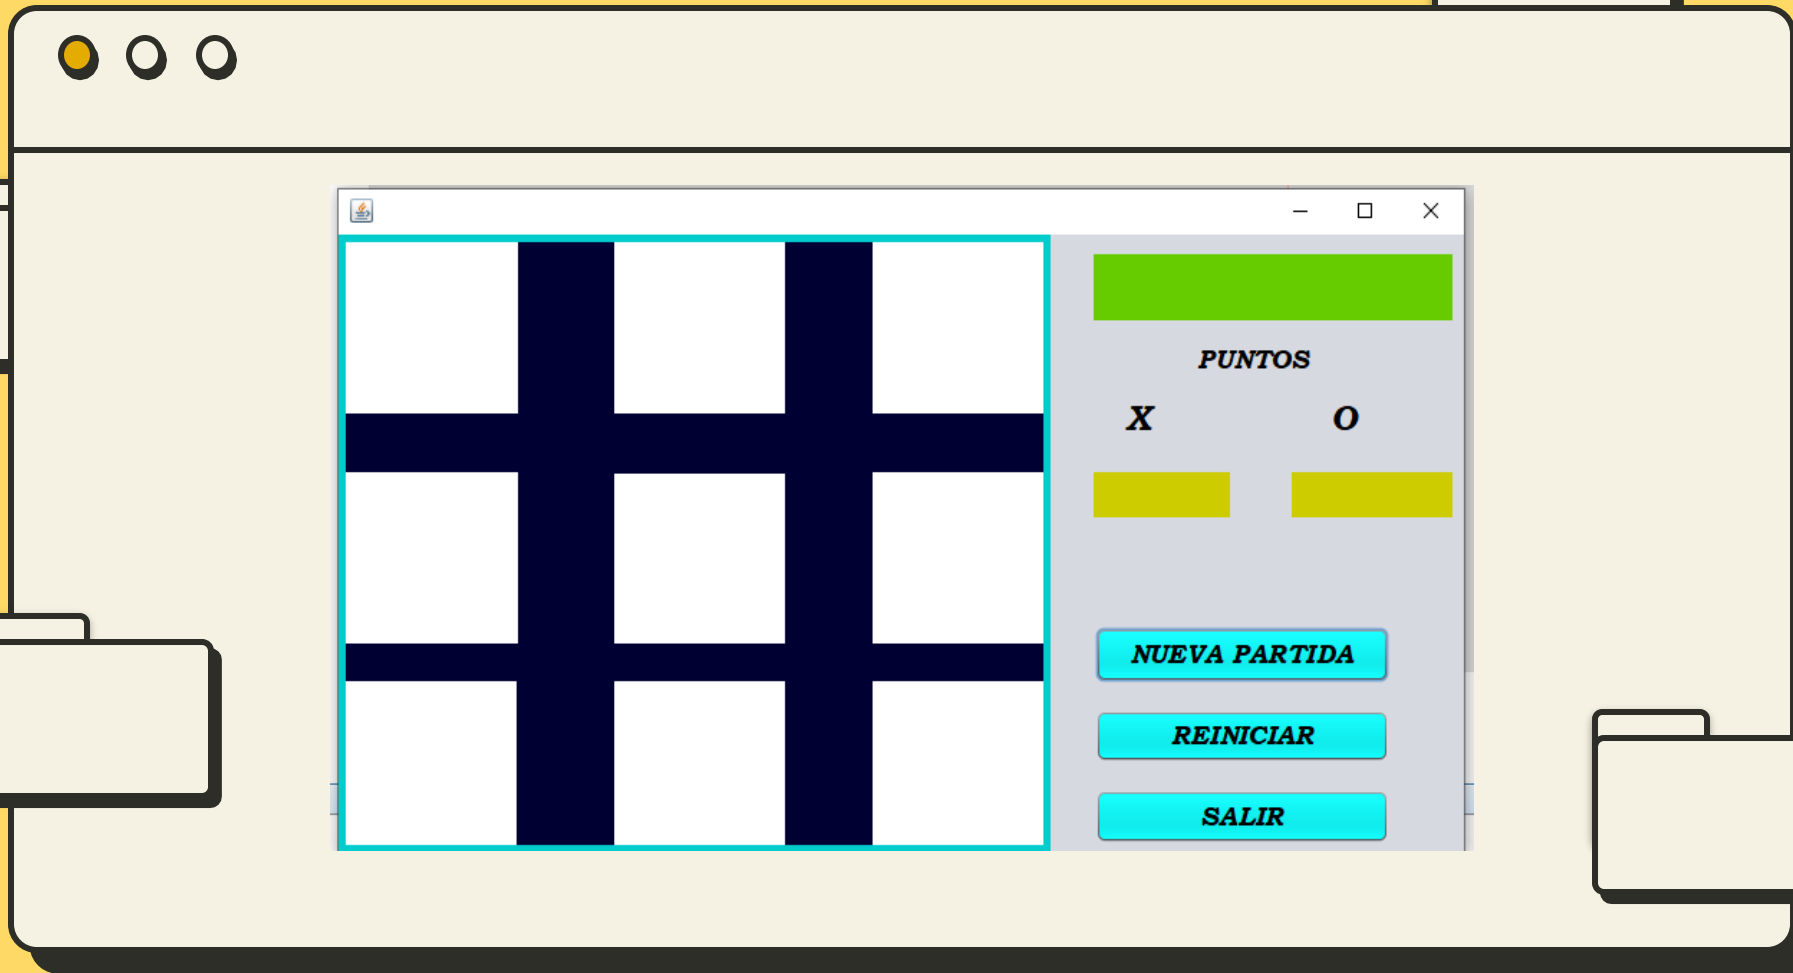 PUNTOS
X O
NUEVA PARTIDA
REINICIAR
SALIR